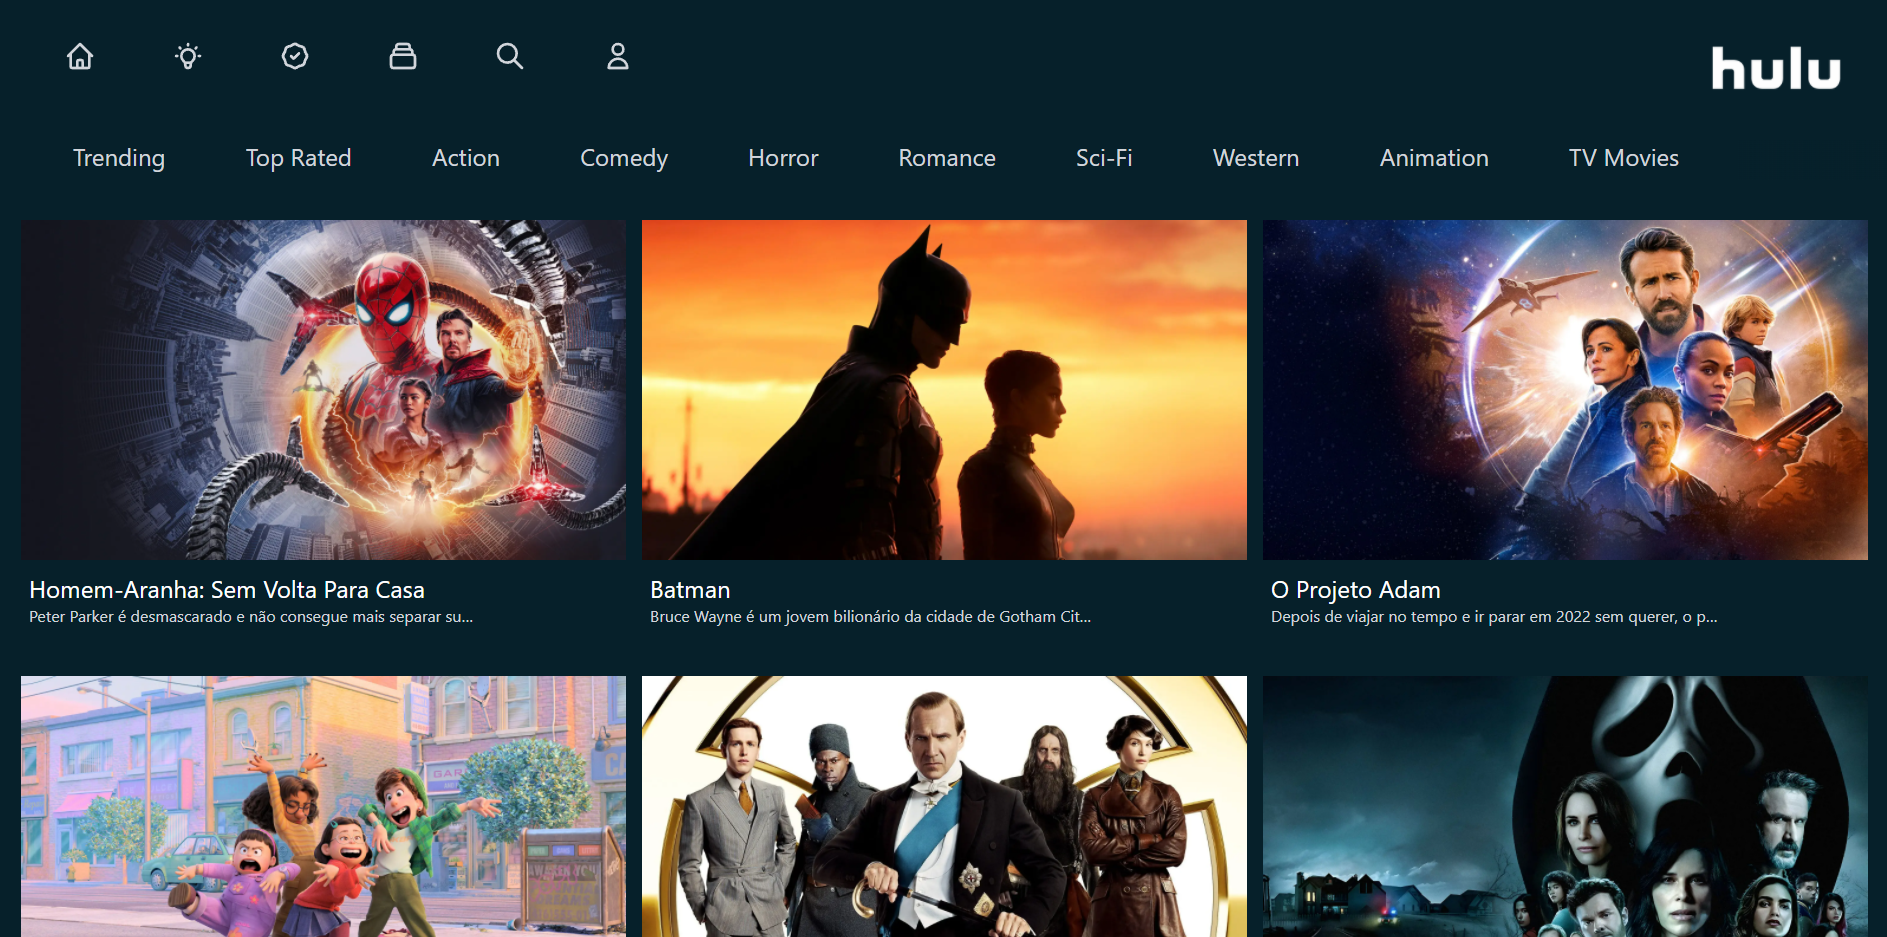 hulu
Trending Top Rated Action Comedy Horror Romance Sci-Fi Western Animation TV Movies
Homem-Aranha: Sem Volta Para Casa
Peter Parker é desmascarado e não consegue mais separar su...
Batman
Bruce Wayne é um jovem bilionário da cidade de Gotham Cit...
O Projeto Adam
Depois de viajar no tempo e ir parar em 2022 sem querer, o p...